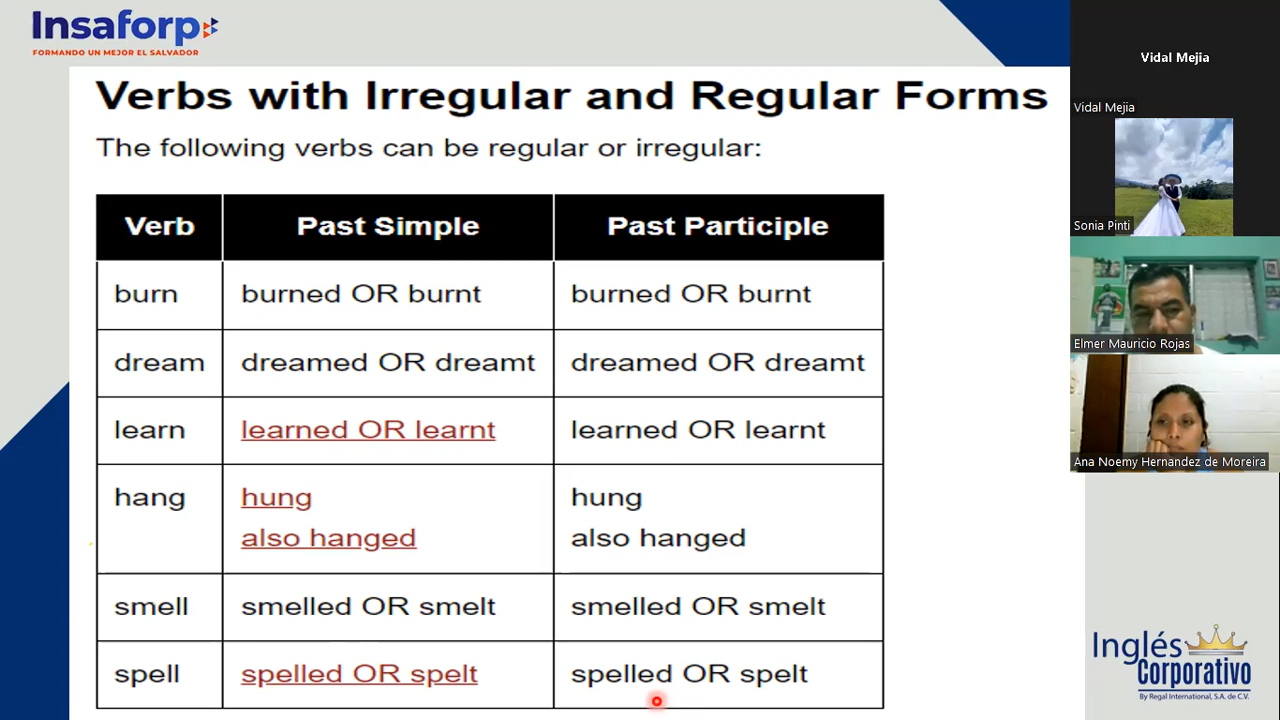 Insaforp
FORMANDO UN MEJOR EL SALVADOR
Verbs with Irregular and Regular Forms
The following verbs can be regular or irregular:
Verb Past Simple Past Participle
burn burned OR burnt burned OR burnt
dream dreamed OR dreamt dreamed OR dreamt
learn learned OR learnt learned OR learnt
hang hung hung
also hanged also hanged
smell smelled OR smelt smelled OR smelt
spell spelled OR spelt spelled OR spelt
Vidal Mejia
Vidal Mejia
Sonia Pinti
Elmer Mauricio Rojas
Ana Noemy Hernandez de Moreira
Inglés
Corporativo
By Regal International, S.A. de C.V.